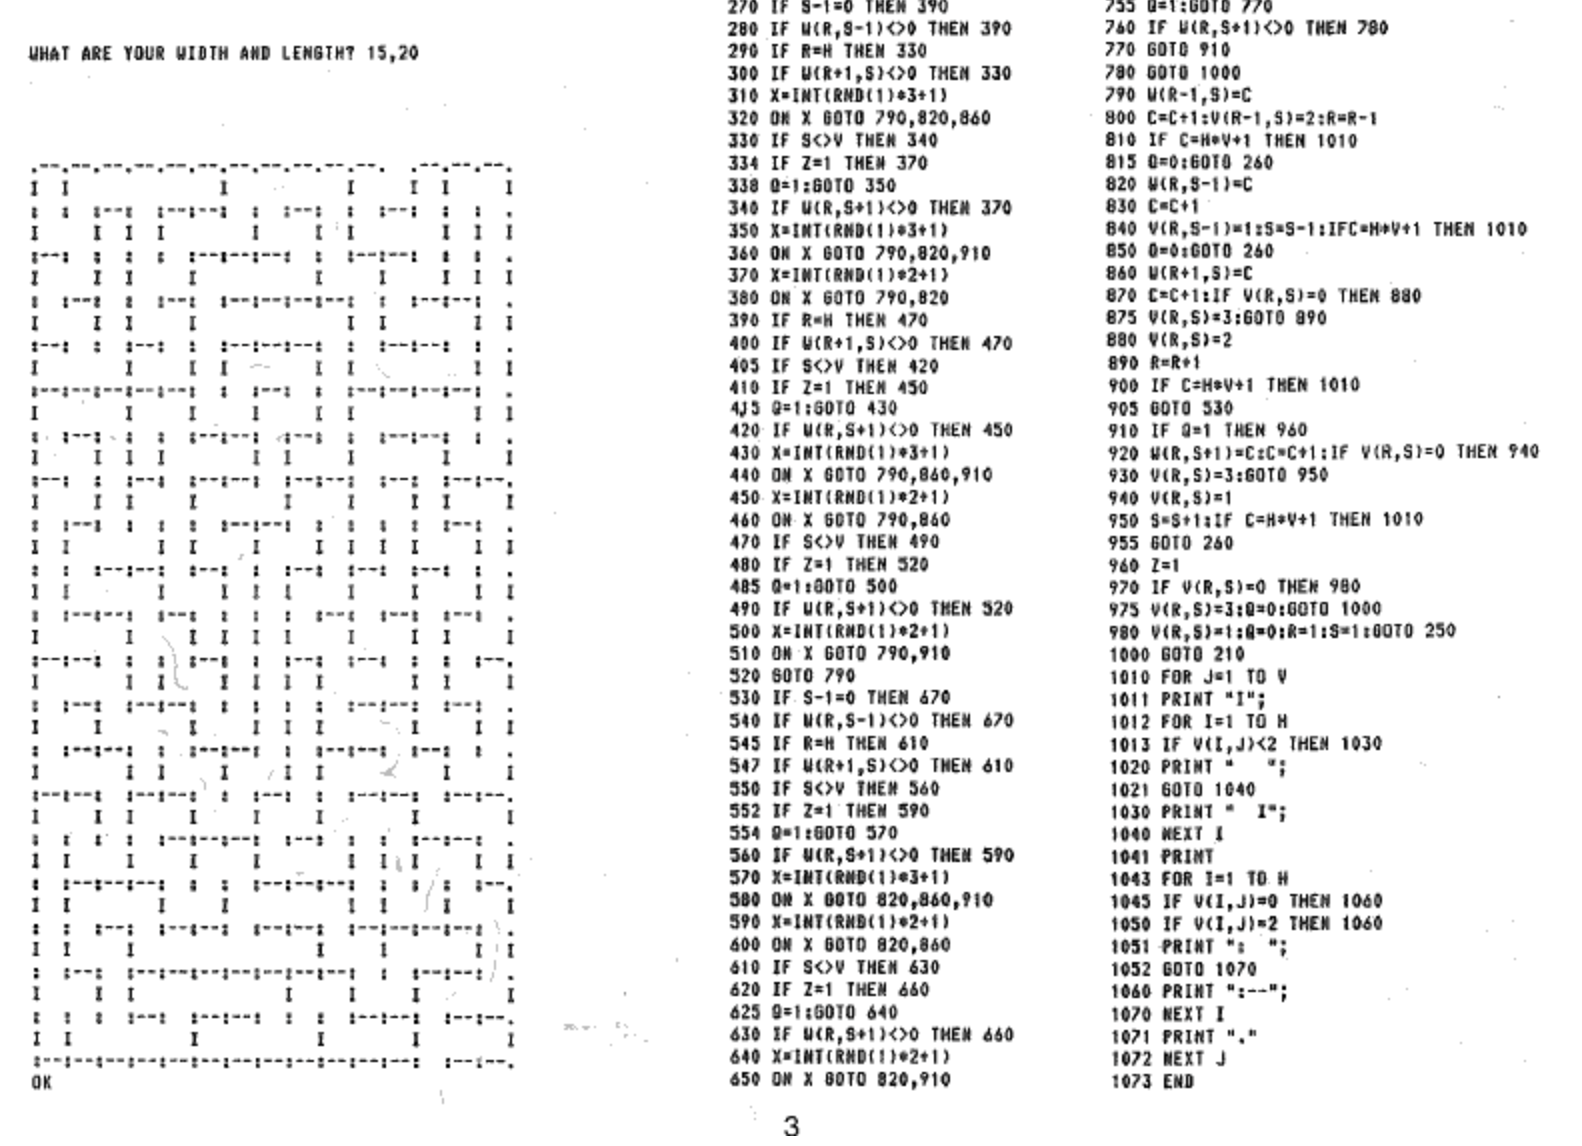 WHAT ARE YOUR WIDTH AND LENGTH? 15,20
OK
270 IF S-1=0 THEN 390
280 IF W(R,S-1)<>0 THEN 390
290 IF R=H THEN 330
300 IF W(R+1,S)<>0 THEN 330
310 X=INT(RND(1)*3+1)
320 ON X GOTO 790,820,860
330 IF S<>V THEN 340
334 IF Z=1 THEN 370
338 Q=1:GOTO 350
340 IF W(R,S+1)<>0 THEN 370
350 X=INT(RND(1)*3+1)
360 ON X GOTO 790,820,910
370 X=INT(RND(1)*2+1)
380 ON X GOTO 790,820
390 IF R=H THEN 470
400 IF W(R+1,S)<>0 THEN 470
405 IF S<>V THEN 420
410 IF Z=1 THEN 450
415 Q=1:GOTO 430
420 IF W(R,S+1)<>0 THEN 450
430 X=INT(RND(1)*3+1)
440 ON X GOTO 790,860,910
450 X=INT(RND(1)*2+1)
460 ON X GOTO 790,860
470 IF S<>V THEN 490
480 IF Z=1 THEN 520
485 Q=1:GOTO 500
490 IF W(R,S+1)<>0 THEN 520
500 X=INT(RND(1)*2+1)
510 ON X GOTO 790,910
520 GOTO 790
530 IF S-1=0 THEN 670
540 IF W(R,S-1)<>0 THEN 670
545 IF R=H THEN 610
547 IF W(R+1,S)<>0 THEN 610
550 IF S<>V THEN 560
552 IF Z=1 THEN 590
554 Q=1:GOTO 570
560 IF W(R,S+1)<>0 THEN 590
570 X=INT(RND(1)*3+1)
580 ON X GOTO 820,860,910
590 X=INT(RND(1)*2+1)
600 ON X GOTO 820,860
610 IF S<>V THEN 630
620 IF Z=1 THEN 660
625 Q=1:GOTO 640
630 IF W(R,S+1)<>0 THEN 660
640 X=INT(RND(1)*2+1)
650 ON X GOTO 820,910
755 Q=1:GOTO 770
760 IF W(R,S+1)<>0 THEN 780
770 GOTO 910
780 GOTO 1000
790 W(R-1,S)=C
800 C=C+1:V(R-1,S)=2:R=R-1
810 IF C=H*V+1 THEN 1010
815 Q=0:GOTO 260
820 W(R,S-1)=C
830 C=C+1
840 V(R,S-1)=1:S=S-1:IFC=H*V+1 THEN 1010
850 Q=0:GOTO 260
860 W(R+1,S)=C
870 C=C+1:IF V(R,S)=0 THEN 880
875 V(R,S)=3:GOTO 890
880 V(R,S)=2
890 R=R+1
900 IF C=H*V+1 THEN 1010
905 GOTO 530
910 IF Q=1 THEN 960
920 W(R,S+1)=C:C=C+1:IF V(R,S)=0 THEN 940
930 V(R,S)=3:GOTO 950
940 V(R,S)=1
950 S=S+1:IF C=H*V+1 THEN 1010
955 GOTO 260
960 Z=1
970 IF V(R,S)=0 THEN 980
975 V(R,S)=3:Q=0:GOTO 1000
980 V(R,S)=1:Q=0:R=1:S=1:GOTO 250
1000 GOTO 210
1010 FOR J=1 TO V
1011 PRINT "I";
1012 FOR I=1 TO H
1013 IF V(I,J)<2 THEN 1030
1020 PRINT "   ";
1021 GOTO 1040
1030 PRINT "  I";
1040 NEXT I
1041 PRINT
1043 FOR I=1 TO H
1045 IF V(I,J)=0 THEN 1060
1050 IF V(I,J)=2 THEN 1060
1051 PRINT ":  ";
1052 GOTO 1070
1060 PRINT ":--";
1070 NEXT I
1071 PRINT "."
1072 NEXT J
1073 END
3